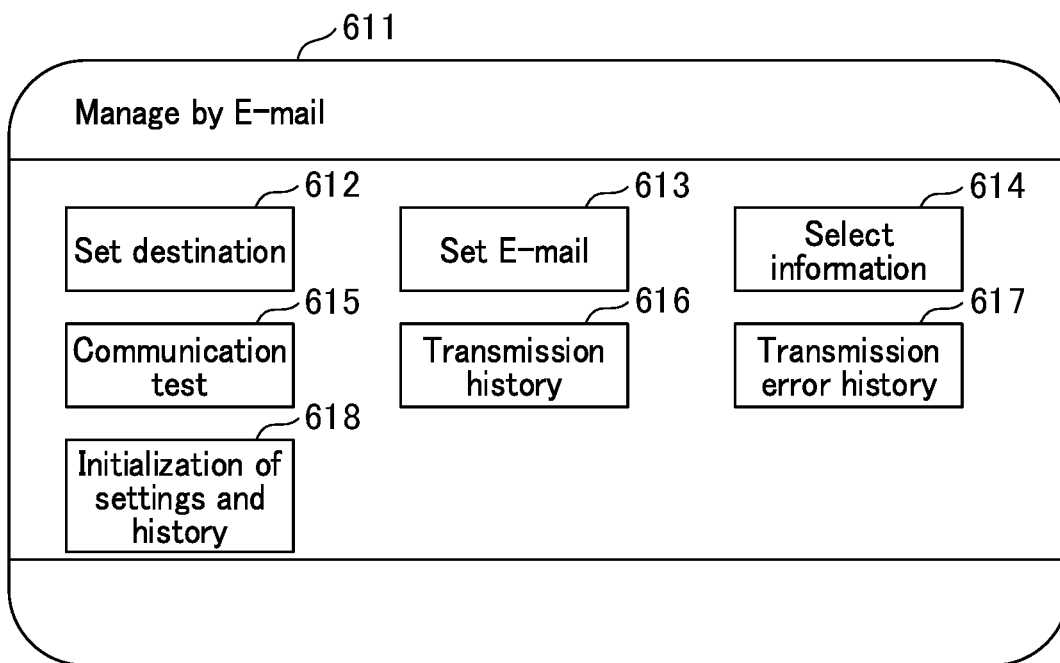 611
Manage by E-mail
612
613
614
Set destination
Set E-mail
Select
information
615
616
617
Communication
test
Transmission
history
Transmission
error history
618
Initialization of
settings and
history